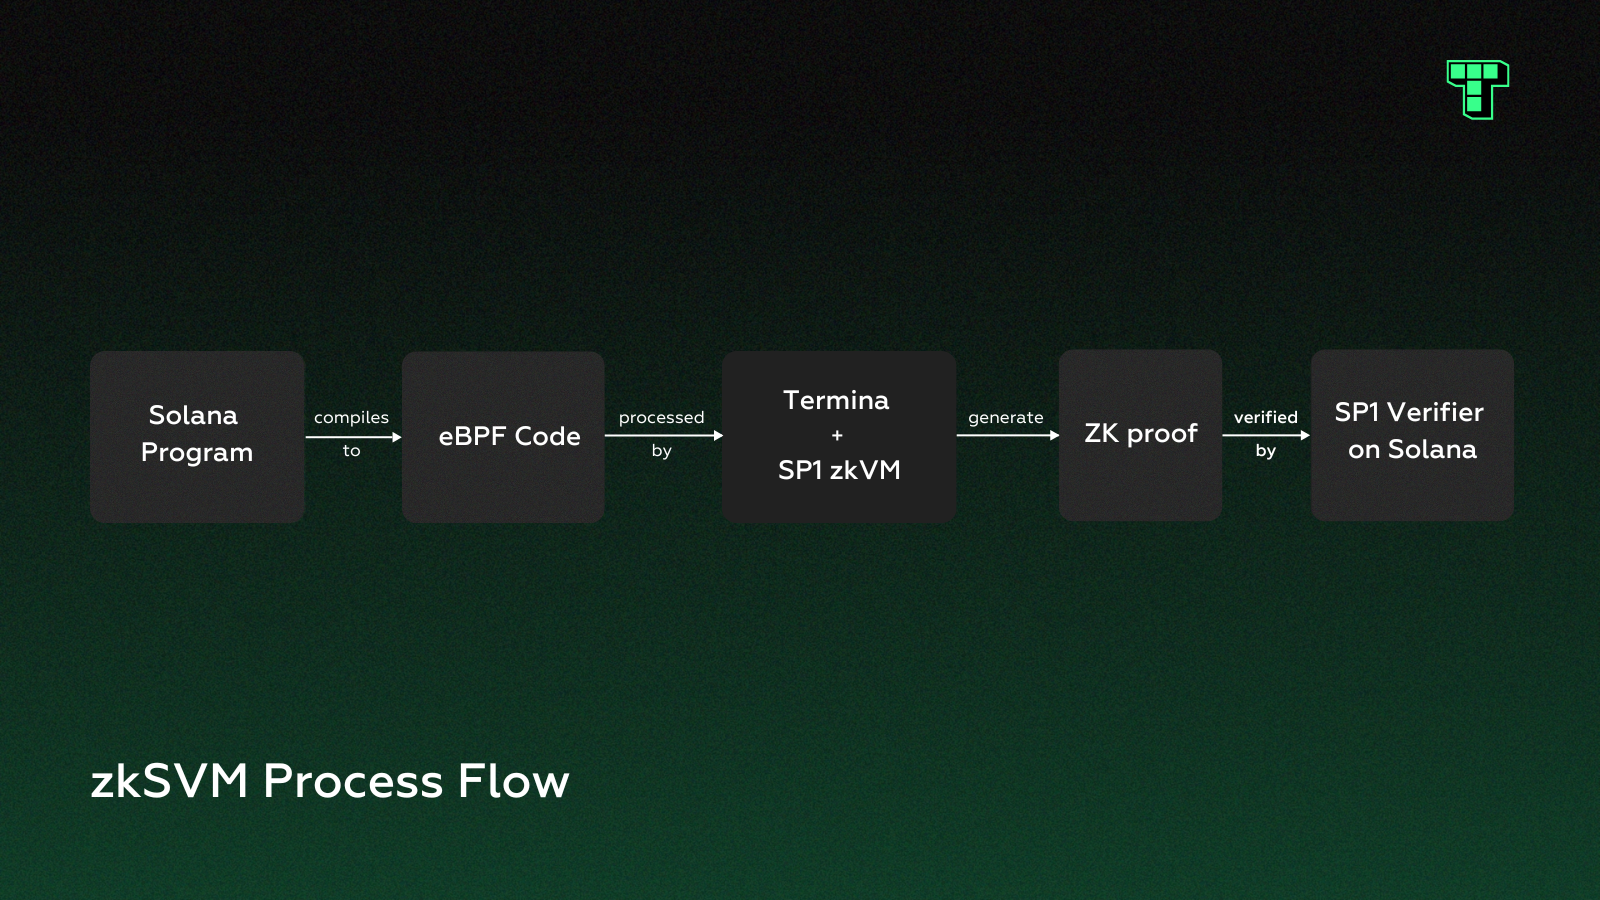 Solana
Program
compiles
to
eBPF Code
processed
by
Termina
+
SP1 zkVM
generate
ZK proof
verified
by
SP1 Verifier
on Solana
zkSVM Process Flow